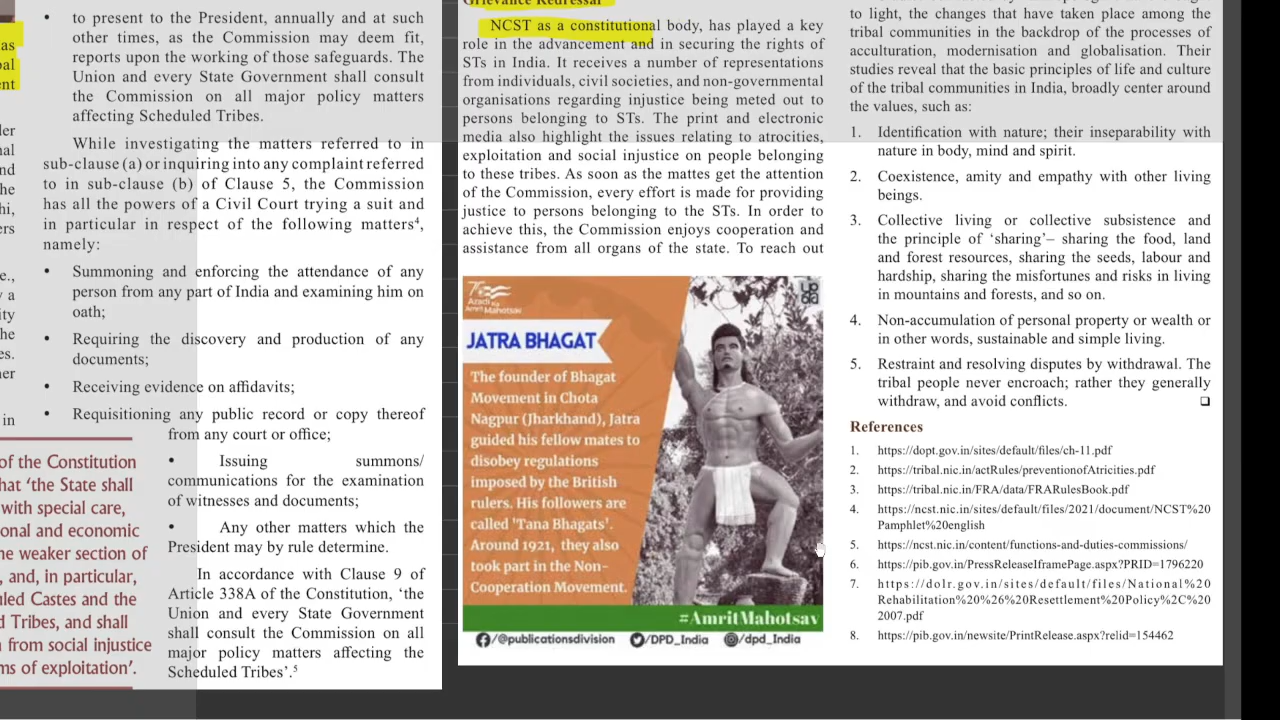 as
bal
ent
der
nal
nd
he
hi,
ers
e.,
y a
ity
he
es.
her
in
of the Constitution
hat ‘the State shall
with special care,
onal and economic
ne weaker section of
, and, in particular,
uled Castes and the
d Tribes, and shall
n from social injustice
ms of exploitation’.
• to present to the President, annually and at such
other times, as the Commission may deem fit,
reports upon the working of those safeguards. The
Union and every State Government shall consult
the Commission on all major policy matters
affecting Scheduled Tribes.
While investigating the matters referred to in
sub-clause (a) or inquiring into any complaint referred
to in sub-clause (b) of Clause 5, the Commission
has all the powers of a Civil Court trying a suit and
in particular in respect of the following matters⁴,
namely:
• Summoning and enforcing the attendance of any
person from any part of India and examining him on
oath;
• Requiring the discovery and production of any
documents;
• Receiving evidence on affidavits;
• Requisitioning any public record or copy thereof
from any court or office;
• Issuing summons/
communications for the examination
of witnesses and documents;
• Any other matters which the
President may by rule determine.
In accordance with Clause 9 of
Article 338A of the Constitution, ‘the
Union and every State Government
shall consult the Commission on all
major policy matters affecting the
Scheduled Tribes’.⁵
Grievance Redressal
NCST as a constitutional body, has played a key
role in the advancement and in securing the rights of
STs in India. It receives a number of representations
from individuals, civil societies, and non-governmental
organisations regarding injustice being meted out to
persons belonging to STs. The print and electronic
media also highlight the issues relating to atrocities,
exploitation and social injustice on people belonging
to these tribes. As soon as the mattes get the attention
of the Commission, every effort is made for providing
justice to persons belonging to the STs. In order to
achieve this, the Commission enjoys cooperation and
assistance from all organs of the state. To reach out
Azadi Ka
Amrit Mahotsav
JATRA BHAGAT
The founder of Bhagat
Movement in Chota
Nagpur (Jharkhand), Jatra
guided his fellow mates to
disobey regulations
imposed by the British
rulers. His followers are
called 'Tana Bhagats'.
Around 1921, they also
took part in the Non-
Cooperation Movement.
#AmritMahotsav
/@publicationsdivision /DPD_India /dpd_India
to light, the changes that have taken place among the
tribal communities in the backdrop of the processes of
acculturation, modernisation and globalisation. Their
studies reveal that the basic principles of life and culture
of the tribal communities in India, broadly center around
the values, such as:
1. Identification with nature; their inseparability with
nature in body, mind and spirit.
2. Coexistence, amity and empathy with other living
beings.
3. Collective living or collective subsistence and
the principle of ‘sharing’– sharing the food, land
and forest resources, sharing the seeds, labour and
hardship, sharing the misfortunes and risks in living
in mountains and forests, and so on.
4. Non-accumulation of personal property or wealth or
in other words, sustainable and simple living.
5. Restraint and resolving disputes by withdrawal. The
tribal people never encroach; rather they generally
withdraw, and avoid conflicts.
References
1. https://dopt.gov.in/sites/default/files/ch-11.pdf
2. https://tribal.nic.in/actRules/preventionofAtricities.pdf
3. https://tribal.nic.in/FRA/data/FRARulesBook.pdf
4. https://ncst.nic.in/sites/default/files/2021/document/NCST%20
Pamphlet%20english
5. https://ncst.nic.in/content/functions-and-duties-commissions/
6. https://pib.gov.in/PressReleaseIframePage.aspx?PRID=1796220
7. https://dolr.gov.in/sites/default/files/National%20
Rehabilitation%20%26%20Resettlement%20Policy%2C%20
2007.pdf
8. https://pib.gov.in/newsite/PrintRelease.aspx?relid=154462